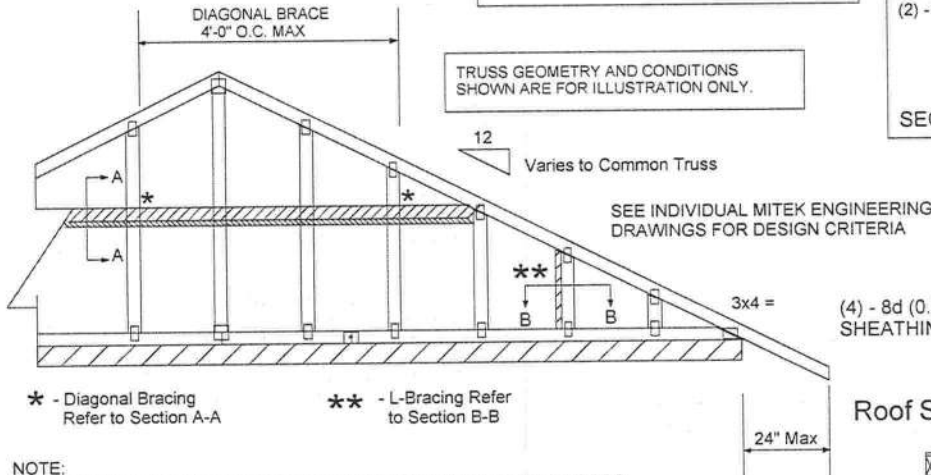 DIAGONAL BRACE
4'-0" O.C. MAX
(2) -
TRUSS GEOMETRY AND CONDITIONS
SHOWN ARE FOR ILLUSTRATION ONLY.
12
Varies to Common Truss
A
*
*
A
SEE INDIVIDUAL MITEK ENGINEERING
DRAWINGS FOR DESIGN CRITERIA
**
B
B
3x4 =
(4) - 8d (0.
* - Diagonal Bracing
Refer to Section A-A
** - L-Bracing Refer
to Section B-B
24" Max
Roof S
NOTE: